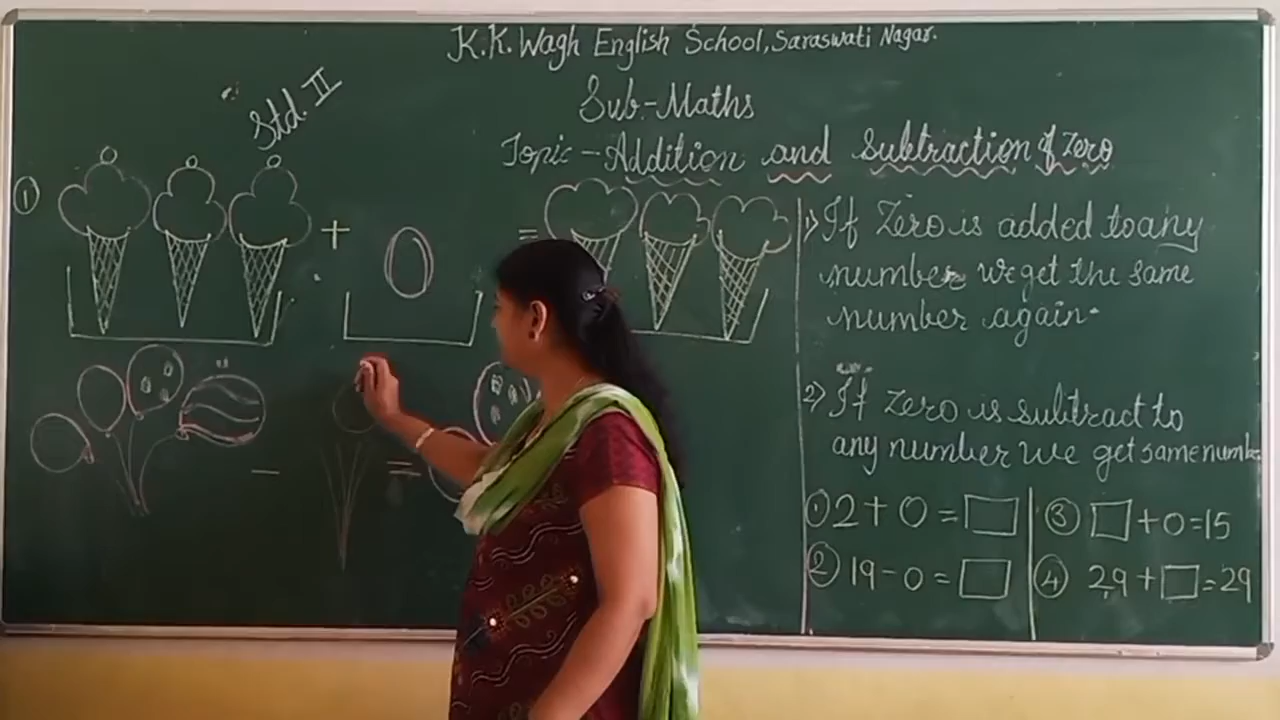 K.K. Wagh English School, Saraswati Nagar.
Std. II
Sub-Maths
Topic - Addition and Subtraction of Zero
①
+ 0 =
- =
1) If Zero is added to any
number we get the same
number again.
2) If Zero is subtract to
any number we get same numbe
① 2 + 0 = □
② 19 - 0 = □
③ □ + 0 = 15
④ 29 + □ = 29